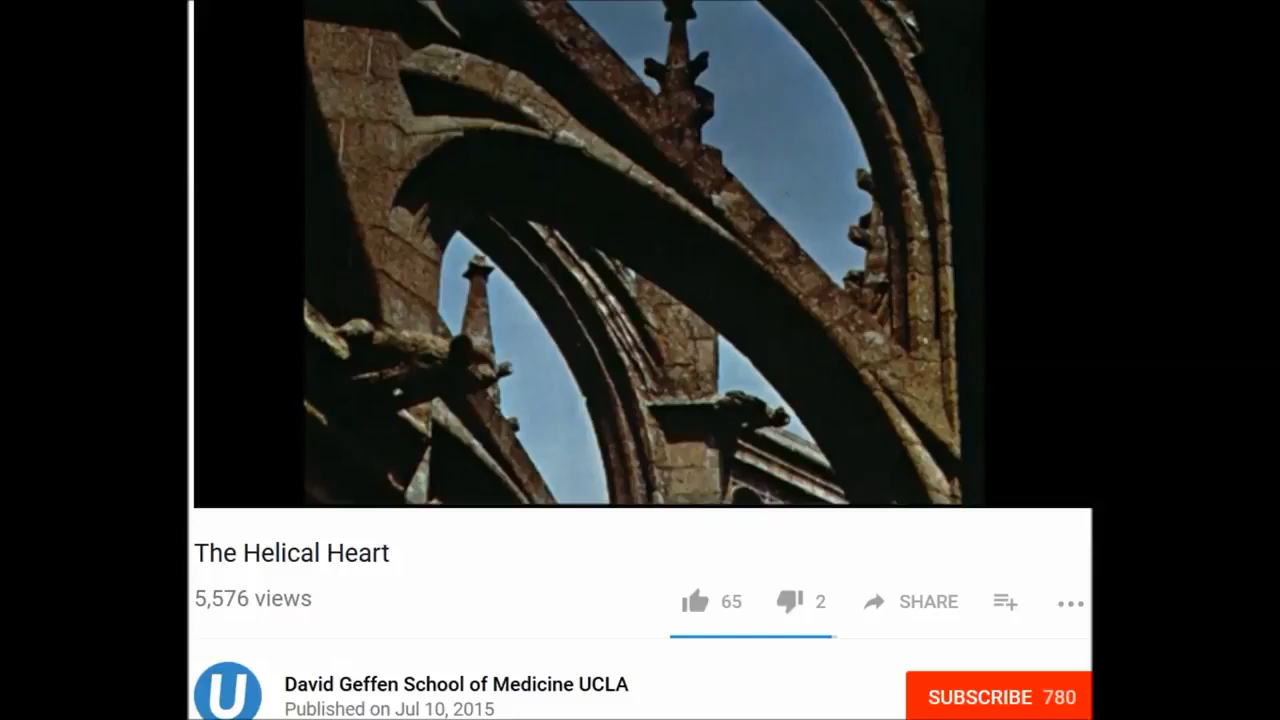 The Helical Heart
5,576 views
65 2 SHARE
U David Geffen School of Medicine UCLA
Published on Jul 10, 2015
SUBSCRIBE 780